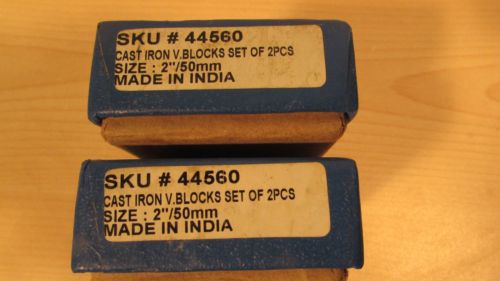 SKU # 44560
CAST IRON V.BLOCKS SET OF 2PCS
SIZE : 2"/50mm
MADE IN INDIA
SKU # 44560
CAST IRON V.BLOCKS SET OF 2PCS
SIZE : 2"/50mm
MADE IN INDIA